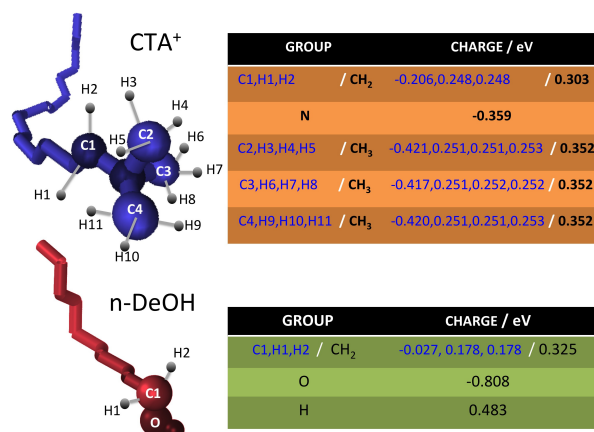 CTA+
H2
H3
H4
C2
H5
H6
C1
C3
H7
H1
H8
C4
H11
H9
H10
GROUP CHARGE / eV
C1,H1,H2 / CH2 -0.206,0.248,0.248 / 0.303
N -0.359
C2,H3,H4,H5 / CH3 -0.421,0.251,0.251,0.253 / 0.352
C3,H6,H7,H8 / CH3 -0.417,0.251,0.252,0.252 / 0.352
C4,H9,H10,H11 / CH3 -0.420,0.251,0.251,0.253 / 0.352
n-DeOH
H2
C1
H1
O
GROUP CHARGE / eV
C1,H1,H2 / CH2 -0.027, 0.178, 0.178 / 0.325
O -0.808
H 0.483